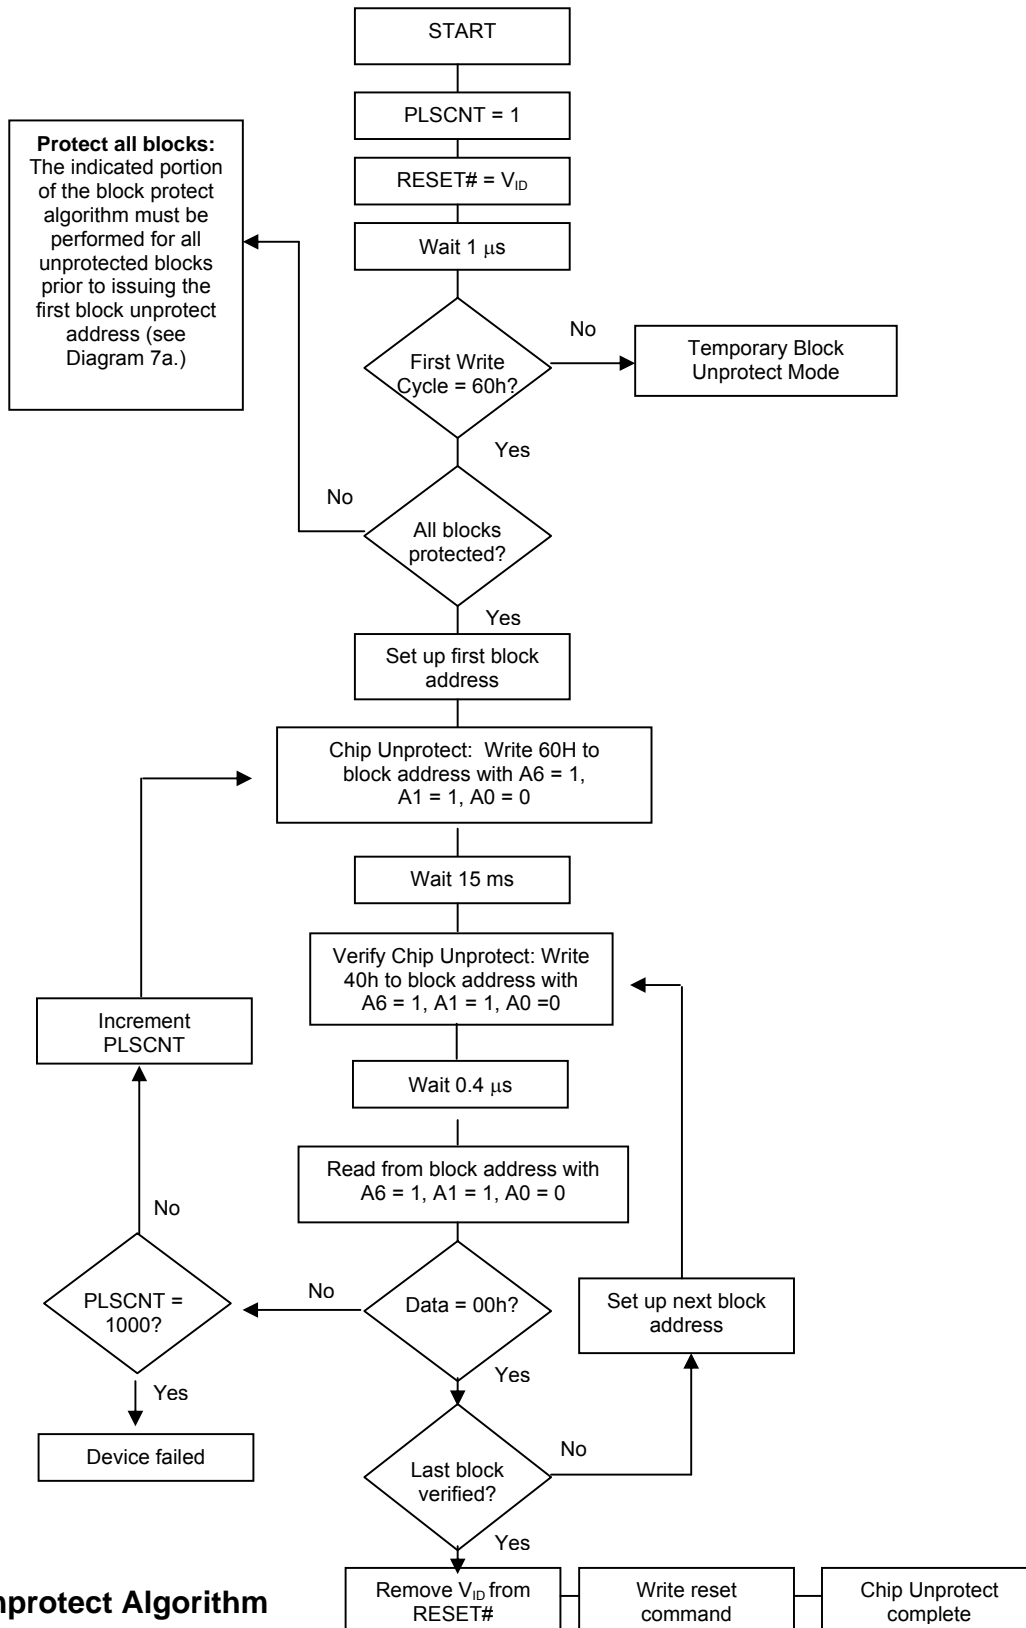 START
PLSCNT = 1
RESET# = VID
Wait 1 μs
Protect all blocks:
The indicated portion
of the block protect
algorithm must be
performed for all
unprotected blocks
prior to issuing the
first block unprotect
address (see
Diagram 7a.)
First Write
Cycle = 60h?
No
Temporary Block
Unprotect Mode
Yes
No
All blocks
protected?
Yes
Set up first block
address
Chip Unprotect: Write 60H to
block address with A6 = 1,
A1 = 1, A0 = 0
Wait 15 ms
Verify Chip Unprotect: Write
40h to block address with
A6 = 1, A1 = 1, A0 =0
Increment
PLSCNT
Wait 0.4 μs
Read from block address with
A6 = 1, A1 = 1, A0 = 0
No
PLSCNT =
1000?
No
Data = 00h?
Set up next block
address
Yes
Yes
Device failed
No
Last block
verified?
Yes
Remove VID from
RESET#
Write reset
command
Chip Unprotect
complete
protect Algorithm